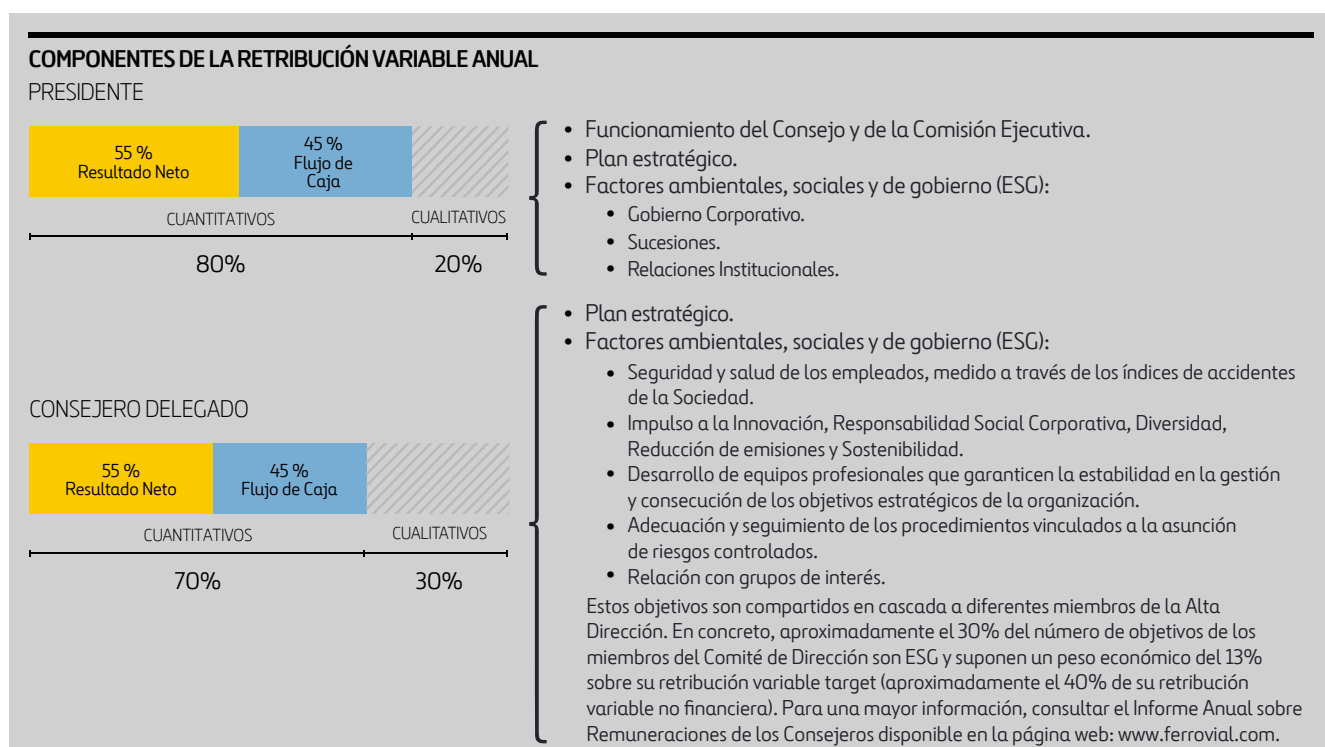 COMPONENTES DE LA RETRIBUCIÓN VARIABLE ANUAL
PRESIDENTE
55 %
Resultado Neto
45 %
Flujo de
Caja
CUANTITATIVOS
CUALITATIVOS
80%
20%
• Funcionamiento del Consejo y de la Comisión Ejecutiva.
• Plan estratégico.
• Factores ambientales, sociales y de gobierno (ESG):
• Gobierno Corporativo.
• Sucesiones.
• Relaciones Institucionales.
CONSEJERO DELEGADO
55 %
Resultado Neto
45 %
Flujo de Caja
CUANTITATIVOS
CUALITATIVOS
70%
30%
• Plan estratégico.
• Factores ambientales, sociales y de gobierno (ESG):
• Seguridad y salud de los empleados, medido a través de los índices de accidentes
de la Sociedad.
• Impulso a la Innovación, Responsabilidad Social Corporativa, Diversidad,
Reducción de emisiones y Sostenibilidad.
• Desarrollo de equipos profesionales que garanticen la estabilidad en la gestión
y consecución de los objetivos estratégicos de la organización.
• Adecuación y seguimiento de los procedimientos vinculados a la asunción
de riesgos controlados.
• Relación con grupos de interés.
Estos objetivos son compartidos en cascada a diferentes miembros de la Alta
Dirección. En concreto, aproximadamente el 30% del número de objetivos de los
miembros del Comité de Dirección son ESG y suponen un peso económico del 13%
sobre su retribución variable target (aproximadamente el 40% de su retribución
variable no financiera). Para una mayor información, consultar el Informe Anual sobre
Remuneraciones de los Consejeros disponible en la página web: www.ferrovial.com.